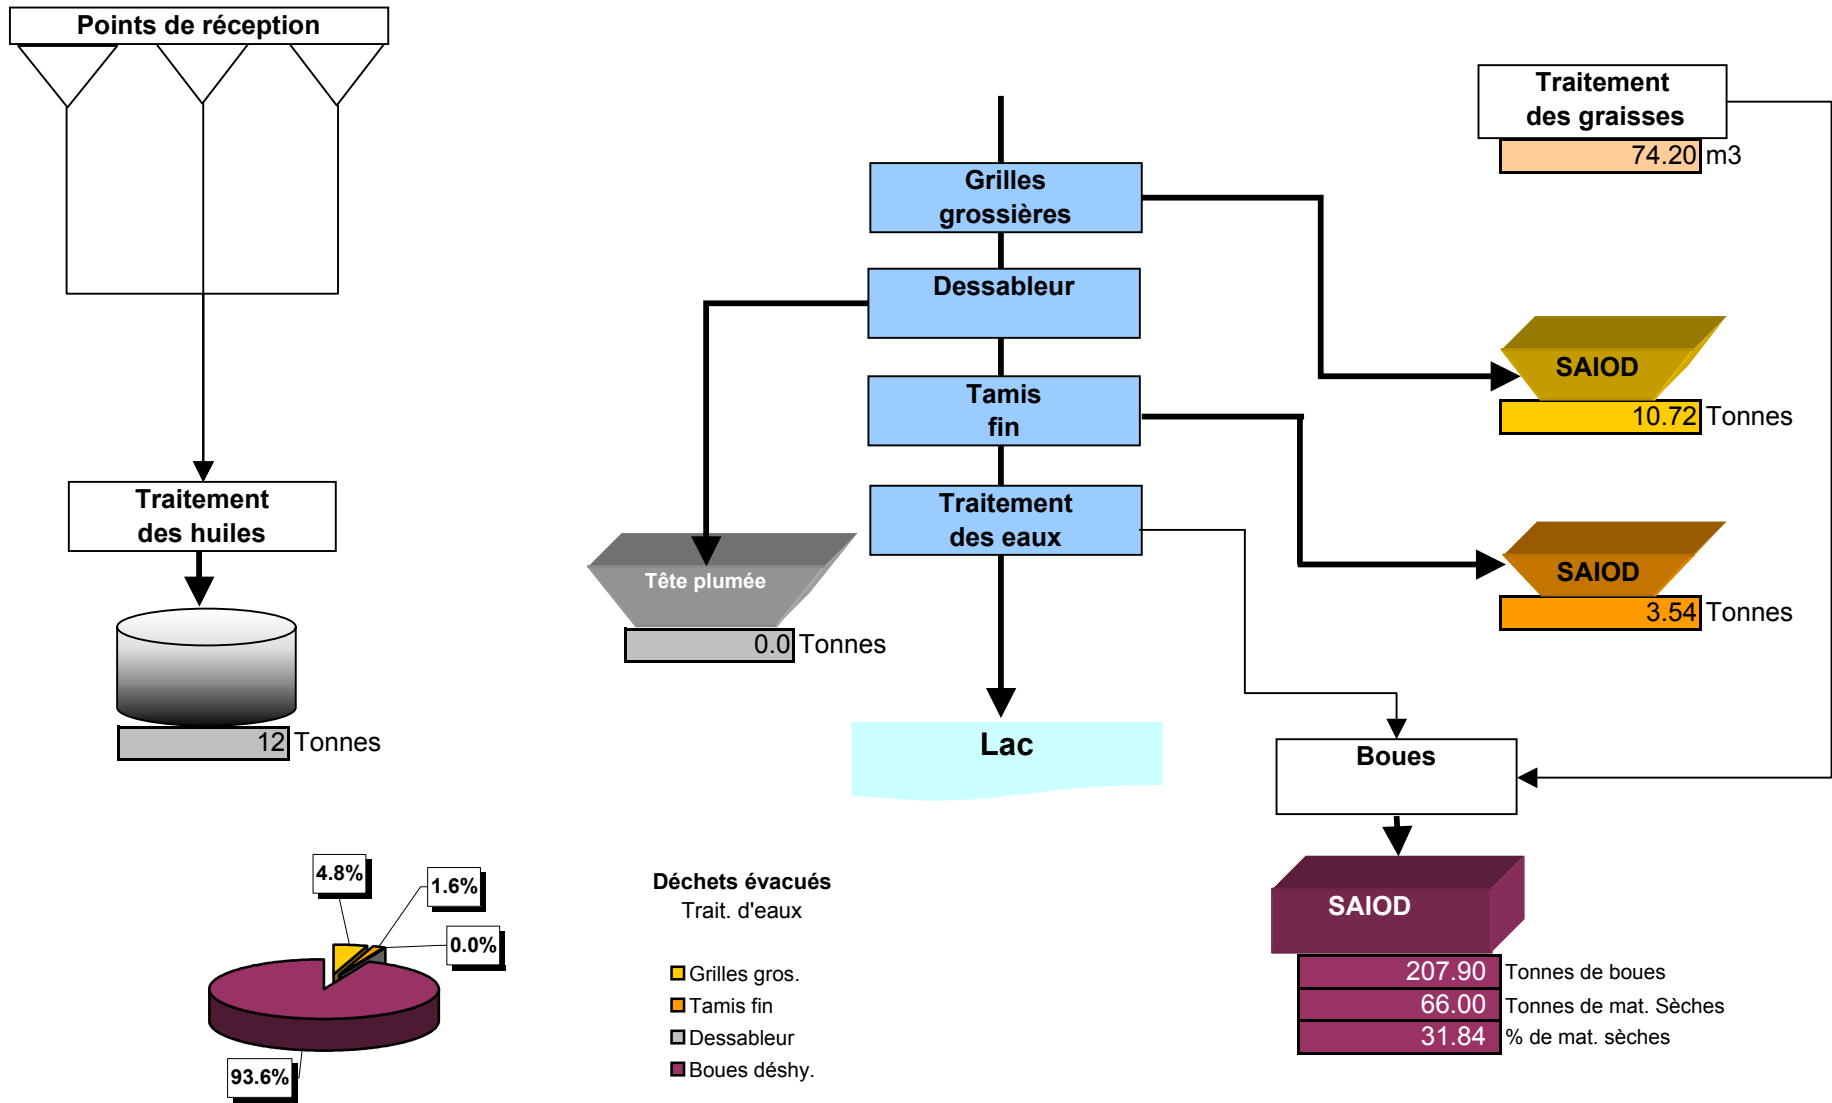 Points de réception
Traitement
des graisses
74.20 m3
Grilles
grossières
Dessableur
SAIOD
10.72 Tonnes
Tamis
fin
Traitement
des huiles
Traitement
des eaux
Tête plumée
0.0 Tonnes
SAIOD
3.54 Tonnes
12 Tonnes
Lac
Boues
SAIOD
207.90 Tonnes de boues
66.00 Tonnes de mat. Sèches
31.84 % de mat. sèches
4.8%
1.6%
0.0%
93.6%
Déchets évacués
Trait. d'eaux
Grilles gros.
Tamis fin
Dessableur
Boues déshy.